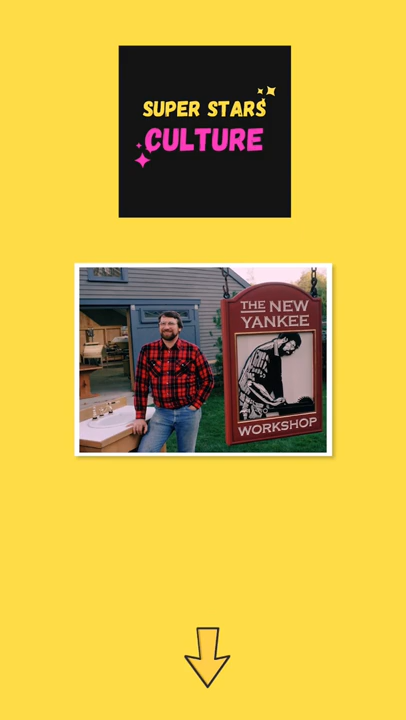 SUPER STARS
CULTURE
THE NEW
YANKEE
WORKSHOP